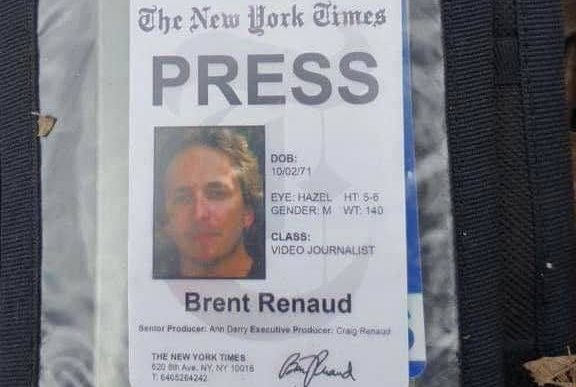 The New York Times
PRESS
DOB:
10/02/71
EYE: HAZEL HT: 5-6
GENDER: M WT: 140
CLASS:
VIDEO JOURNALIST
Brent Renaud
Senior Producer: Ann Derry Executive Producer: Craig Renaud
THE NEW YORK TIMES
620 8th Ave, NY, NY 10018
T: 6465264242